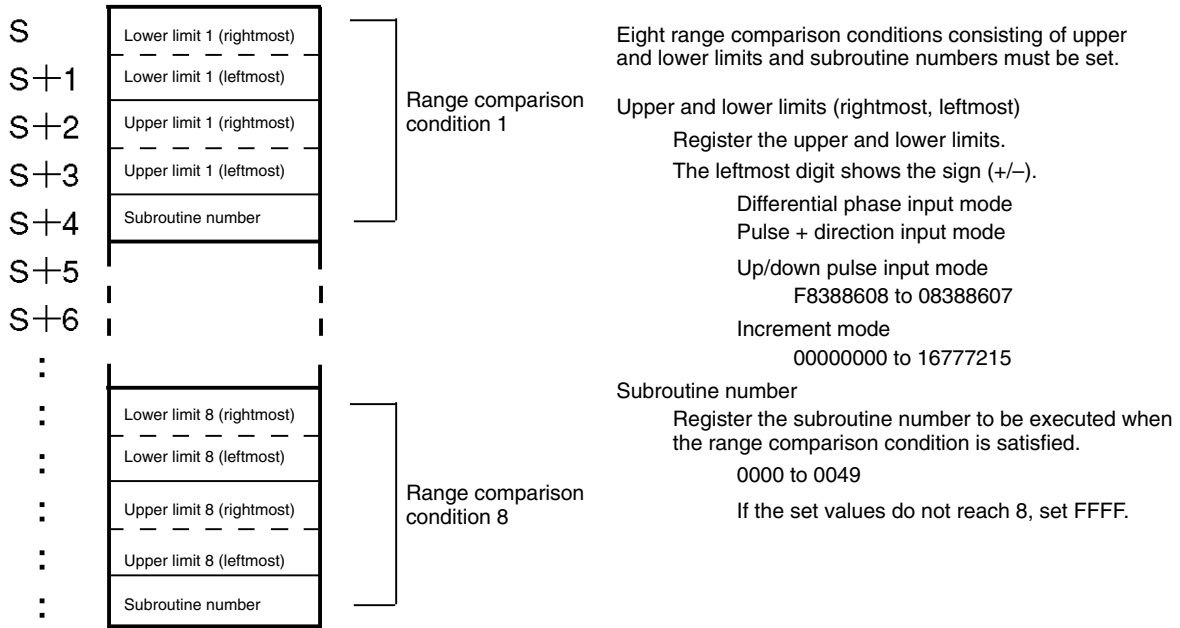 S
Lower limit 1 (rightmost)
S+1
Lower limit 1 (leftmost)
S+2
Upper limit 1 (rightmost)
S+3
Upper limit 1 (leftmost)
S+4
Subroutine number
S+5
S+6
:
:
:
:
:
:
Range comparison
condition 1
Lower limit 8 (rightmost)
Lower limit 8 (leftmost)
Upper limit 8 (rightmost)
Upper limit 8 (leftmost)
Subroutine number
Range comparison
condition 8
Eight range comparison conditions consisting of upper
and lower limits and subroutine numbers must be set.
Upper and lower limits (rightmost, leftmost)
Register the upper and lower limits.
The leftmost digit shows the sign (+/–).
Differential phase input mode
Pulse + direction input mode
Up/down pulse input mode
F8388608 to 08388607
Increment mode
00000000 to 16777215
Subroutine number
Register the subroutine number to be executed when
the range comparison condition is satisfied.
0000 to 0049
If the set values do not reach 8, set FFFF.